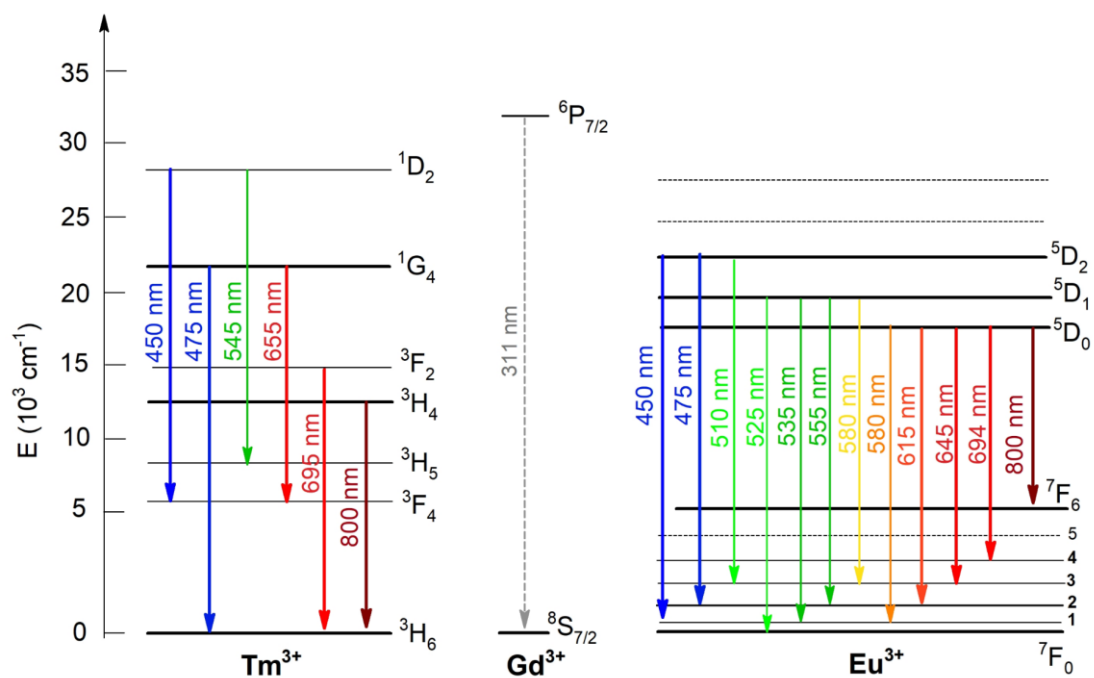 E (10³ cm⁻¹)
35
30
25
20
15
10
5
0
¹D₂
¹G₄
³F₂
³H₄
³H₅
³F₄
³H₆
450 nm
475 nm
545 nm
655 nm
695 nm
800 nm
Tm³⁺
⁶P₇/₂
311 nm
⁸S₇/₂
Gd³⁺
⁵D₂
⁵D₁
⁵D₀
450 nm
475 nm
510 nm
525 nm
535 nm
555 nm
580 nm
580 nm
615 nm
645 nm
694 nm
800 nm
⁷F₆
5
4
3
2
1
⁷F₀
Eu³⁺